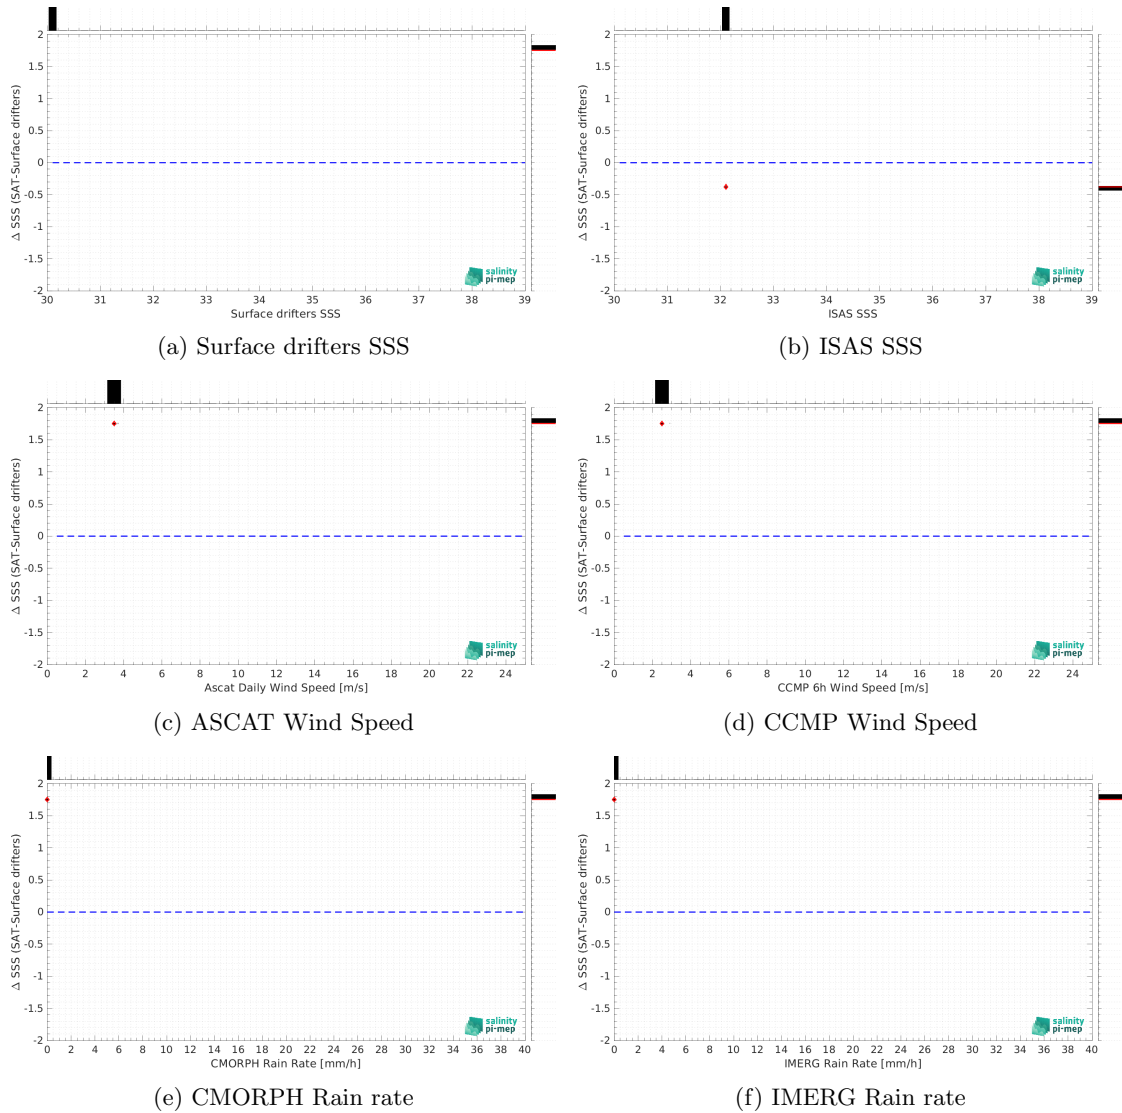 2
1.5
1
0.5
0
-0.5
-1
-1.5
-2
Δ SSS (SAT-Surface drifters)
30 31 32 33 34 35 36 37 38 39
Surface drifters SSS
salinity
pi-mep
(a) Surface drifters SSS
2
1.5
1
0.5
0
-0.5
-1
-1.5
-2
Δ SSS (SAT-Surface drifters)
30 31 32 33 34 35 36 37 38 39
ISAS SSS
salinity
pi-mep
(b) ISAS SSS
2
1.5
1
0.5
0
-0.5
-1
-1.5
-2
Δ SSS (SAT-Surface drifters)
0 2 4 6 8 10 12 14 16 18 20 22 24
Ascat Daily Wind Speed [m/s]
salinity
pi-mep
(c) ASCAT Wind Speed
2
1.5
1
0.5
0
-0.5
-1
-1.5
-2
Δ SSS (SAT-Surface drifters)
0 2 4 6 8 10 12 14 16 18 20 22 24
CCMP 6h Wind Speed [m/s]
salinity
pi-mep
(d) CCMP Wind Speed
2
1.5
1
0.5
0
-0.5
-1
-1.5
-2
Δ SSS (SAT-Surface drifters)
0 2 4 6 8 10 12 14 16 18 20 22 24 26 28 30 32 34 36 38 40
CMORPH Rain Rate [mm/h]
salinity
pi-mep
(e) CMORPH Rain rate
2
1.5
1
0.5
0
-0.5
-1
-1.5
-2
Δ SSS (SAT-Surface drifters)
0 2 4 6 8 10 12 14 16 18 20 22 24 26 28 30 32 34 36 38 40
IMERG Rain Rate [mm/h]
salinity
pi-mep
(f) IMERG Rain rate